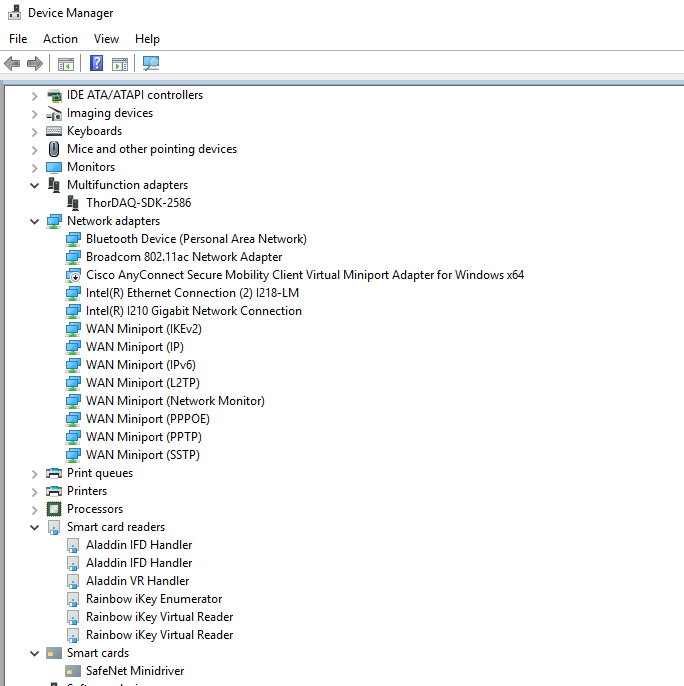 Device Manager
File Action View Help
IDE ATA/ATAPI controllers
Imaging devices
Keyboards
Mice and other pointing devices
Monitors
Multifunction adapters
ThorDAQ-SDK-2586
Network adapters
Bluetooth Device (Personal Area Network)
Broadcom 802.11ac Network Adapter
Cisco AnyConnect Secure Mobility Client Virtual Miniport Adapter for Windows x64
Intel(R) Ethernet Connection (2) I218-LM
Intel(R) I210 Gigabit Network Connection
WAN Miniport (IKEv2)
WAN Miniport (IP)
WAN Miniport (IPv6)
WAN Miniport (L2TP)
WAN Miniport (Network Monitor)
WAN Miniport (PPPOE)
WAN Miniport (PPTP)
WAN Miniport (SSTP)
Print queues
Printers
Processors
Smart card readers
Aladdin IFD Handler
Aladdin IFD Handler
Aladdin VR Handler
Rainbow iKey Enumerator
Rainbow iKey Virtual Reader
Rainbow iKey Virtual Reader
Smart cards
SafeNet Minidriver